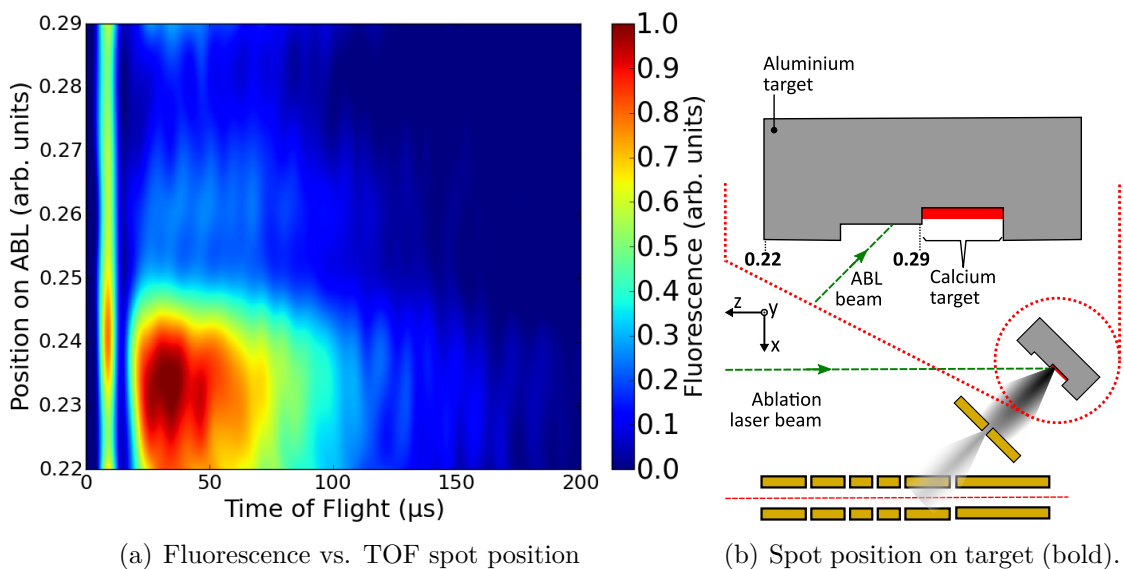 0.29
0.28
0.27
0.26
0.25
0.24
0.23
0.22
Position on ABL (arb. units)
0
50
100
150
200
Time of Flight (μs)
1.0
0.9
0.8
0.7
0.6
0.5
0.4
0.3
0.2
0.1
0.0
Fluorescence (arb. units)
(a) Fluorescence vs. TOF spot position
Aluminium
target
0.22
0.29
ABL
beam
Calcium
target
z
y
x
Ablation
laser beam
(b) Spot position on target (bold).